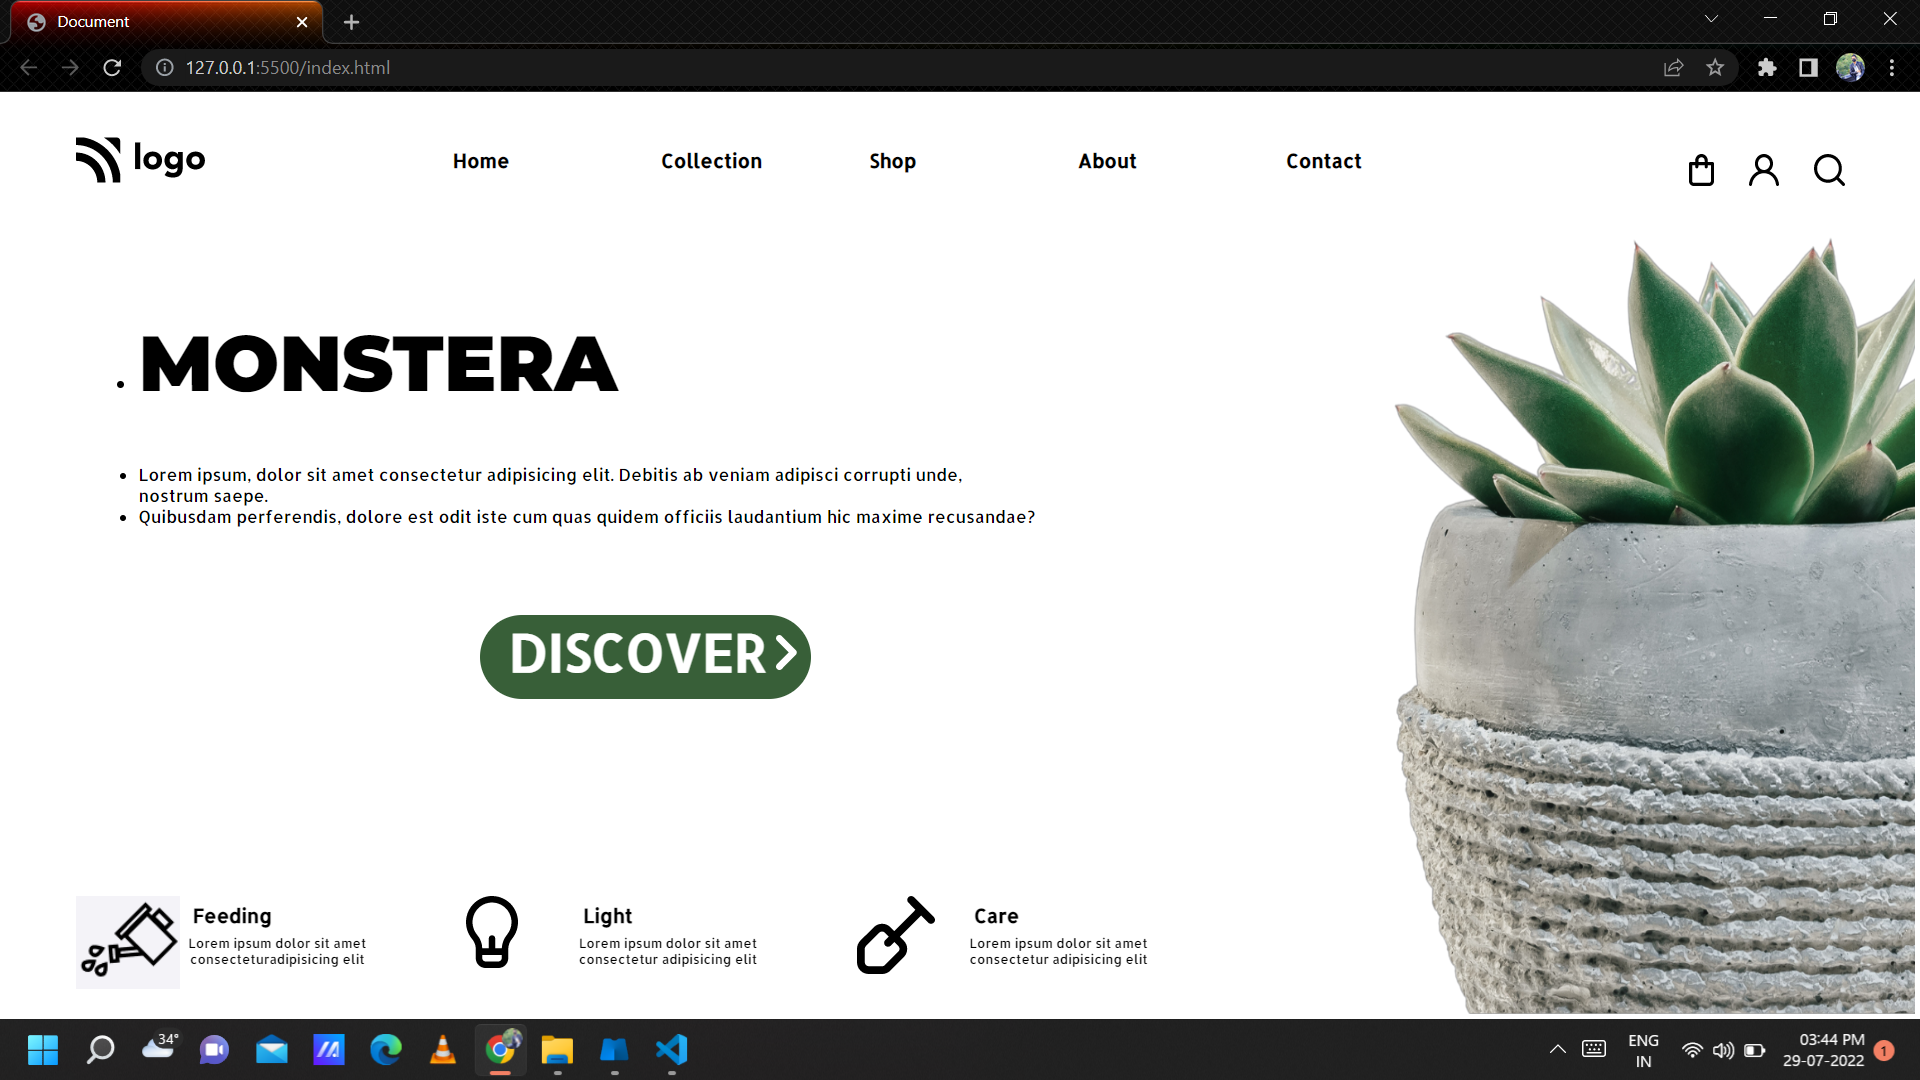 Document
127.0.0.1:5500/index.html
logo
Home Collection Shop About Contact
MONSTERA
Lorem ipsum, dolor sit amet consectetur adipisicing elit. Debitis ab veniam adipisci corrupti unde,
nostrum saepe.
Quibusdam perferendis, dolore est odit iste cum quas quidem officiis laudantium hic maxime recusandae?
DISCOVER
Feeding
Lorem ipsum dolor sit amet
consecteturadipisicing elit
Light
Lorem ipsum dolor sit amet
consectetur adipisicing elit
Care
Lorem ipsum dolor sit amet
consectetur adipisicing elit
34°
ENG
IN
03:44 PM
29-07-2022
1